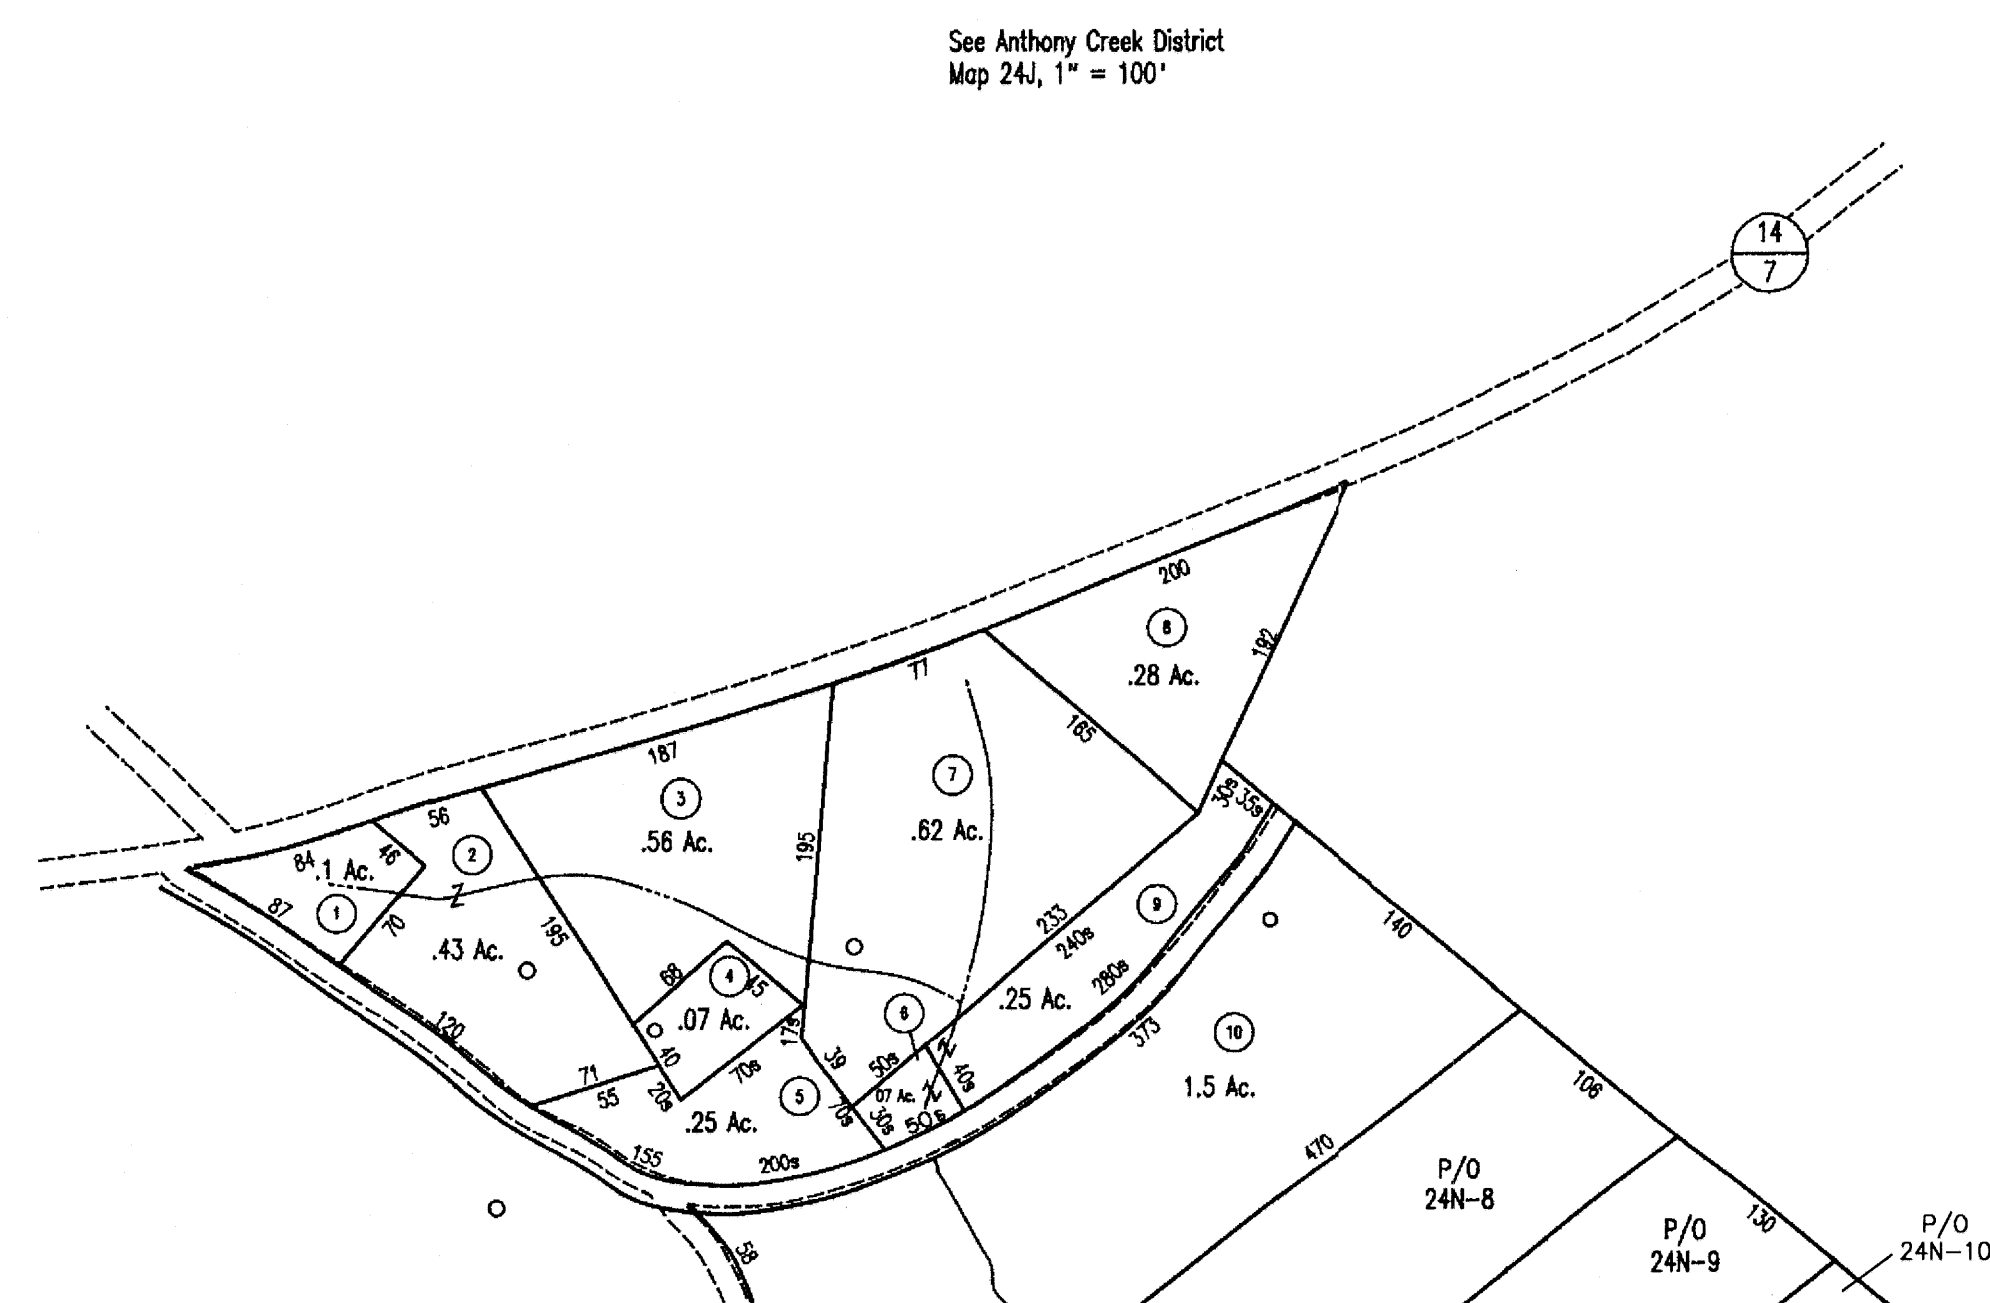 See Anthony Creek District
Map 24J, 1" = 100'
14
7
200
8
192
.28 Ac.
77
165
187
7
3
.62 Ac.
.56 Ac.
195
30s
35s
56
46
2
84
.1 Ac.
Z
87
1
70
.43 Ac.
195
233
240s
9
140
68
4
45
.07 Ac.
280s
.25 Ac.
6
17s
120
40
70s
39
50s
Z
40s
373
10
1.5 Ac.
106
71
55
20s
5
.25 Ac.
70s
07 Ac.
Z
30s
50s
155
200s
470
P/O
24N-8
P/O
24N-9
130
P/O
24N-10
58